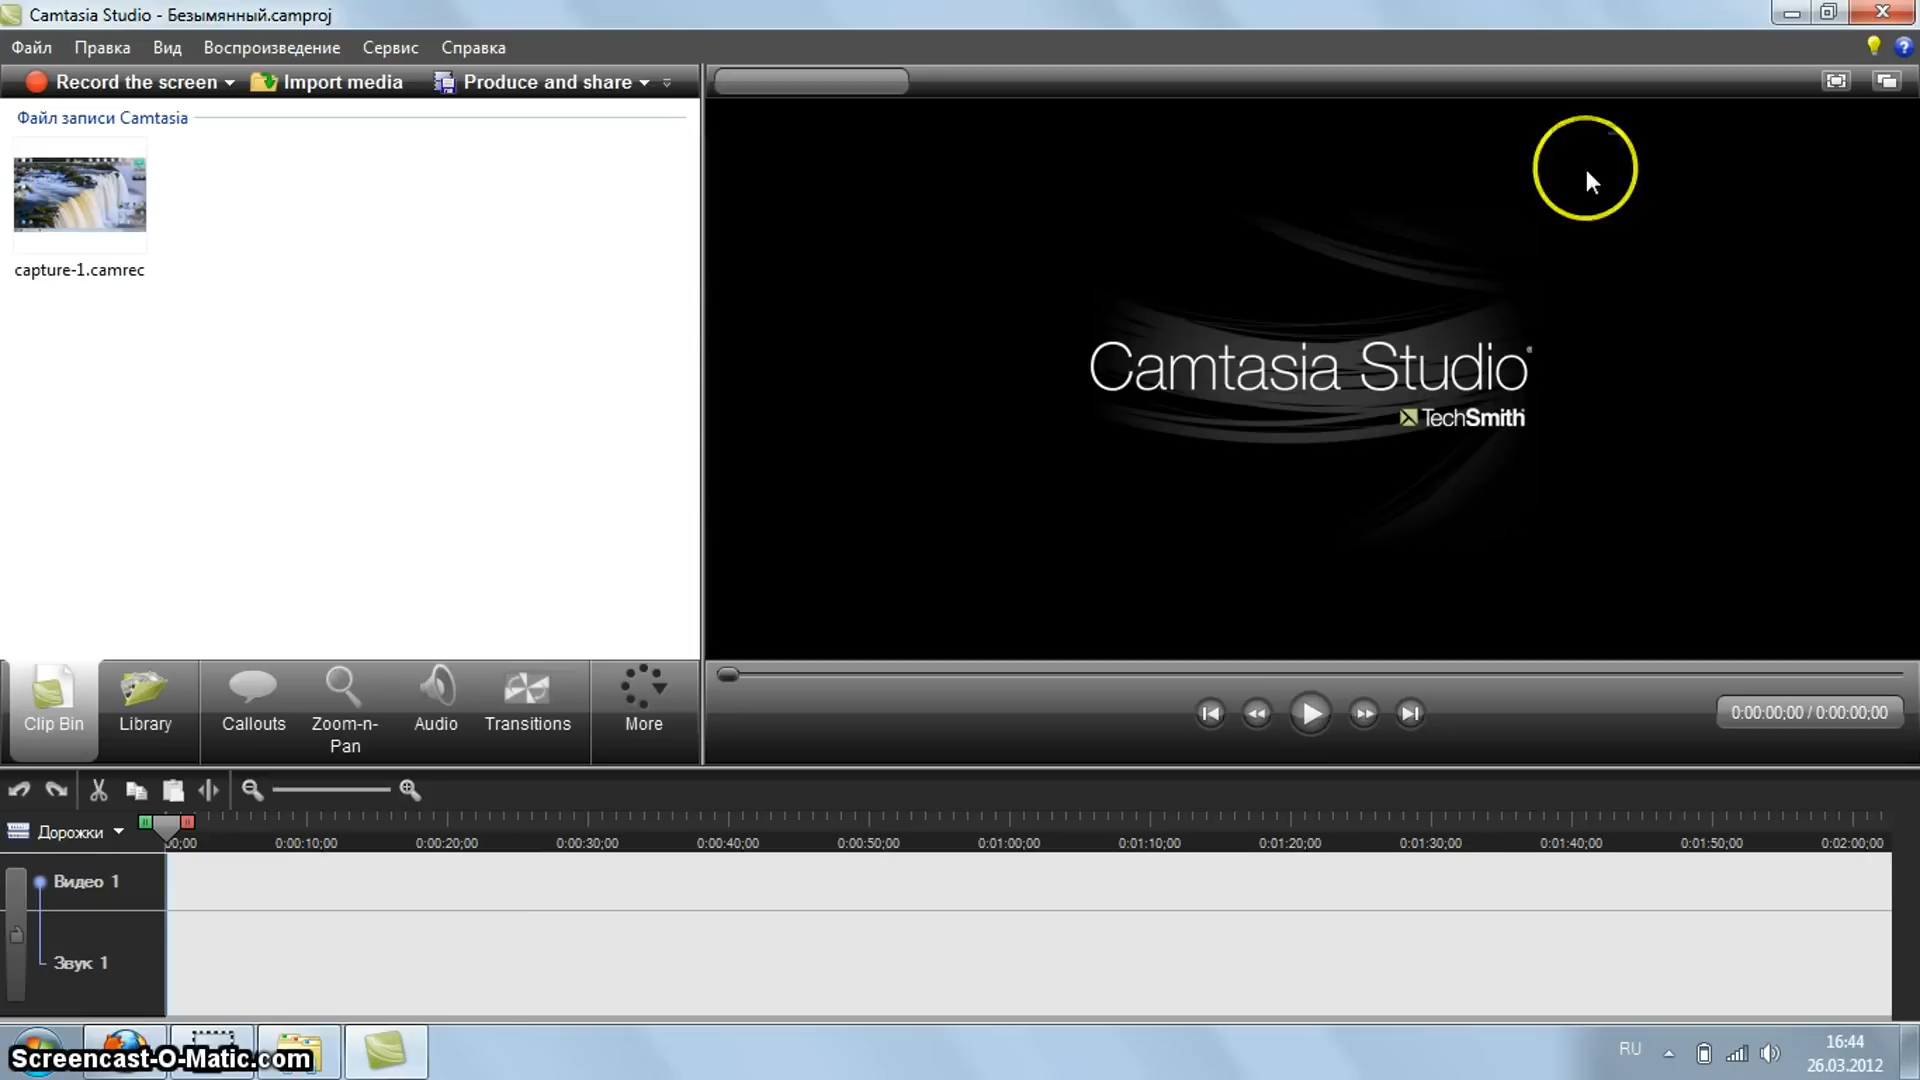 Camtasia Studio - Безымянный.camproj
Файл Правка Вид Воспроизведение Сервис Справка
Record the screen Import media Produce and share
Файл записи Camtasia
capture-1.camrec
Camtasia Studio
TechSmith
Clip Bin Library Callouts Zoom-n-Pan Audio Transitions More
0:00:00;00 / 0:00:00;00
Дорожки
00;00 0:00:10;00 0:00:20;00 0:00:30;00 0:00:40;00 0:00:50;00 0:01:00;00 0:01:10;00 0:01:20;00 0:01:30;00 0:01:40;00 0:01:50;00 0:02:00;00
Видео 1
Звук 1
RU
16:44
26.03.2012
Screencast-O-Matic.com